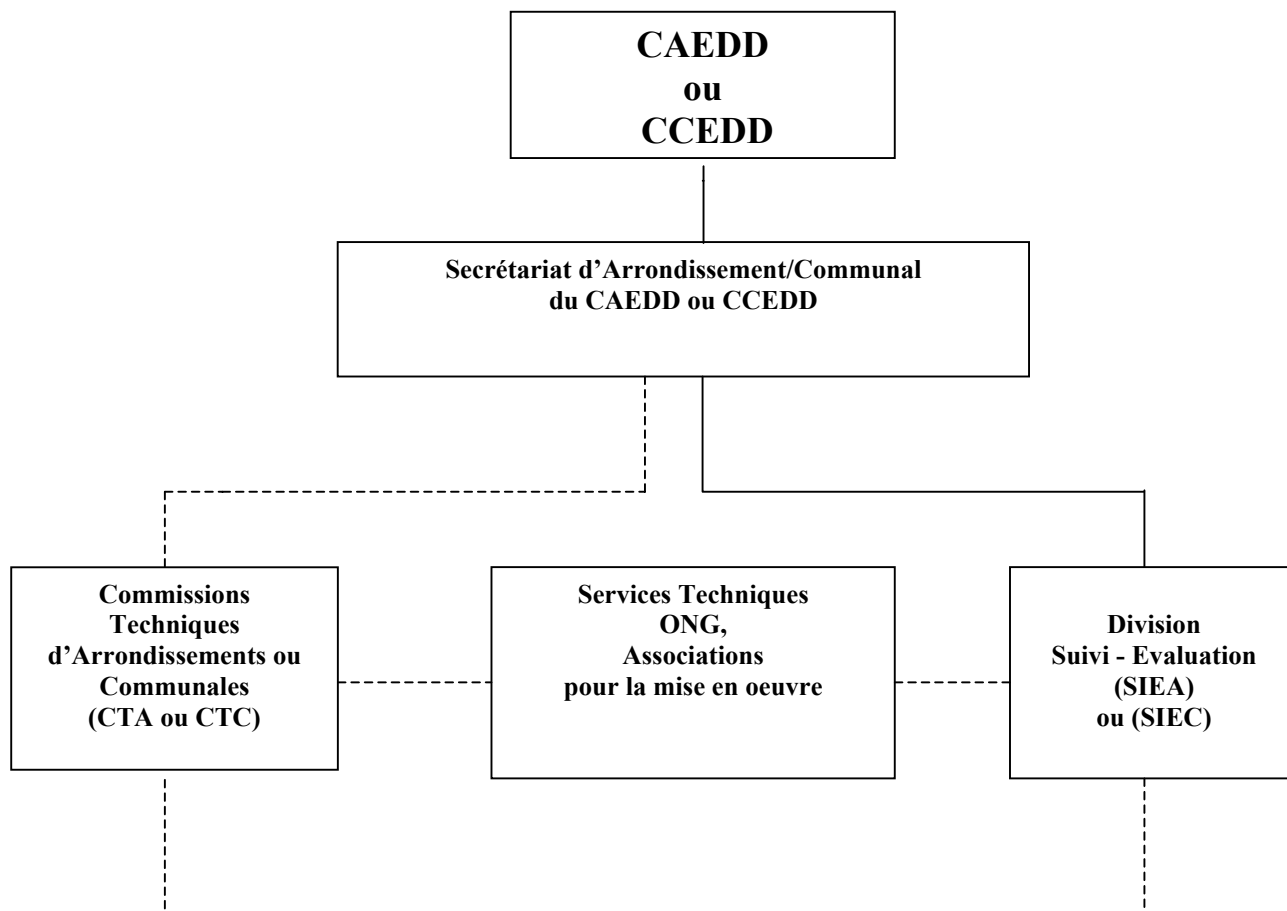 CAEDD
ou
CCEDD
Secrétariat d'Arrondissement/Communal
du CAEDD ou CCEDD
Commissions
Techniques
d'Arrondissements ou
Communales
(CTA ou CTC)
Services Techniques
ONG,
Associations
pour la mise en oeuvre
Division
Suivi - Evaluation
(SIEA)
ou (SIEC)